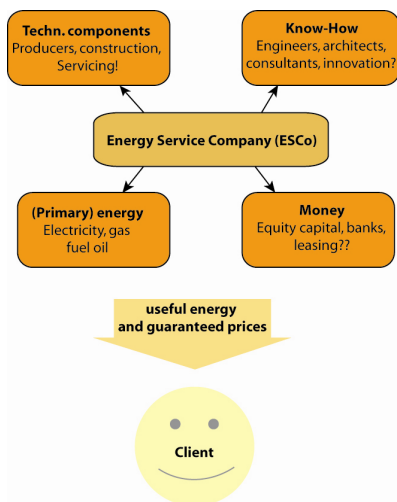 Techn. components
Producers, construction,
Servicing!
Know-How
Engineers, architects,
consultants, innovation?
Energy Service Company (ESCo)
(Primary) energy
Electricity, gas
fuel oil
Money
Equity capital, banks,
leasing??
useful energy
and guaranteed prices
Client